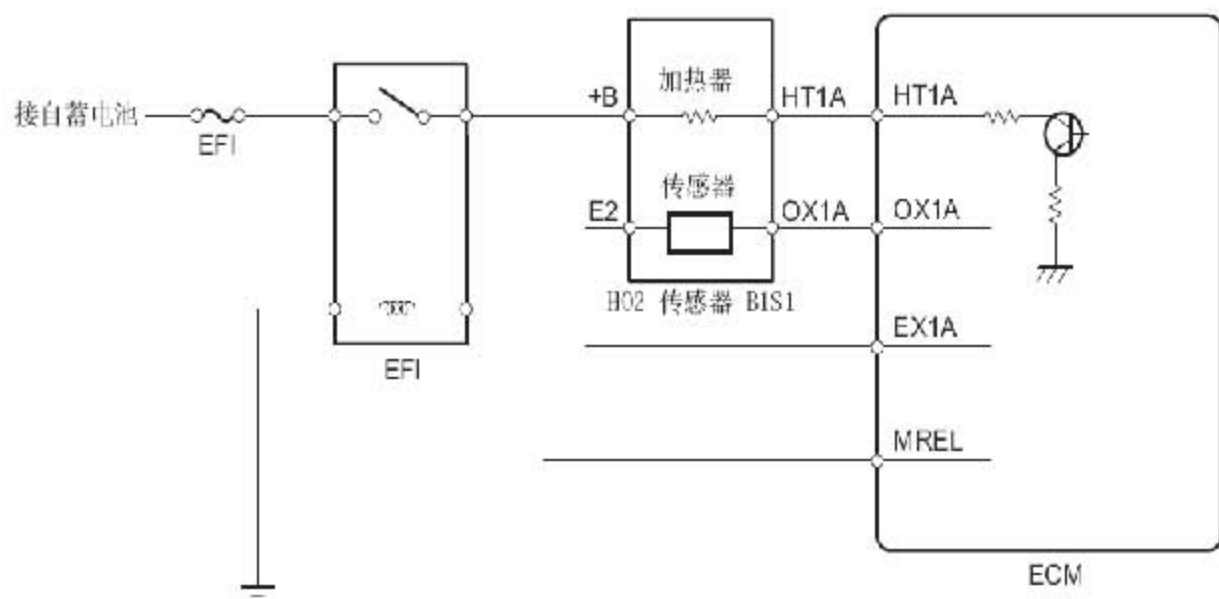 接自蓄电池
EFI
EFI
+B
加热器
HT1A
HT1A
传感器
E2
OX1A
OX1A
HO2 传感器 B1S1
EX1A
MREL
ECM